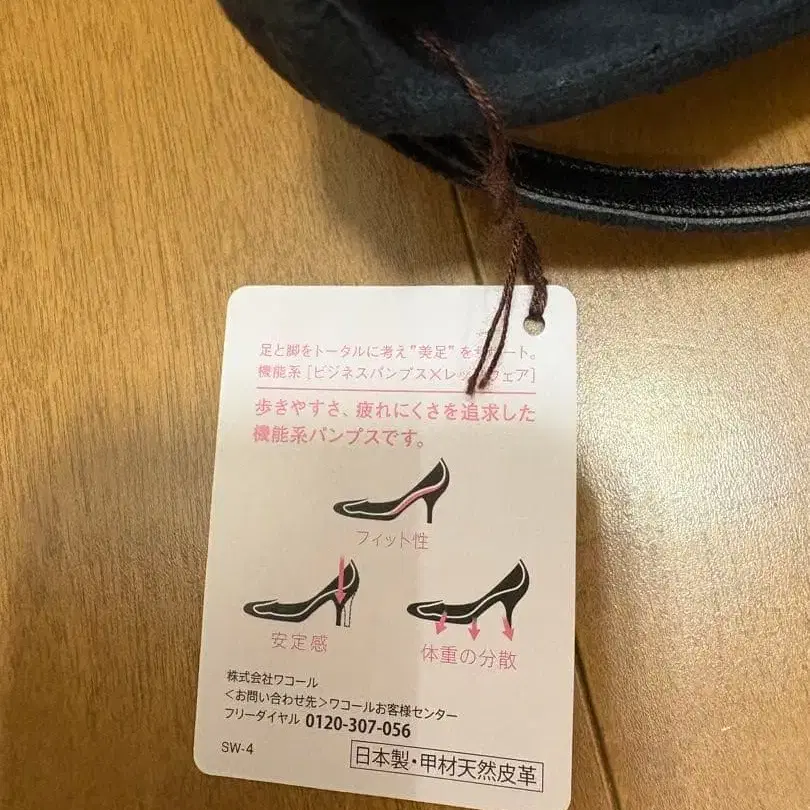 足と脚をトータルに考え"美足"を ート。
機能系[ビジネスパンプス×レッ ウェア]
歩きやすさ、疲れにくさを追求した
機能系パンプスです。
フィット性
安定感
体重の分散
株式会社ワコール
<お問い合わせ先>ワコールお客様センター
フリーダイヤル 0120-307-056
SW-4
日本製・甲材天然皮革